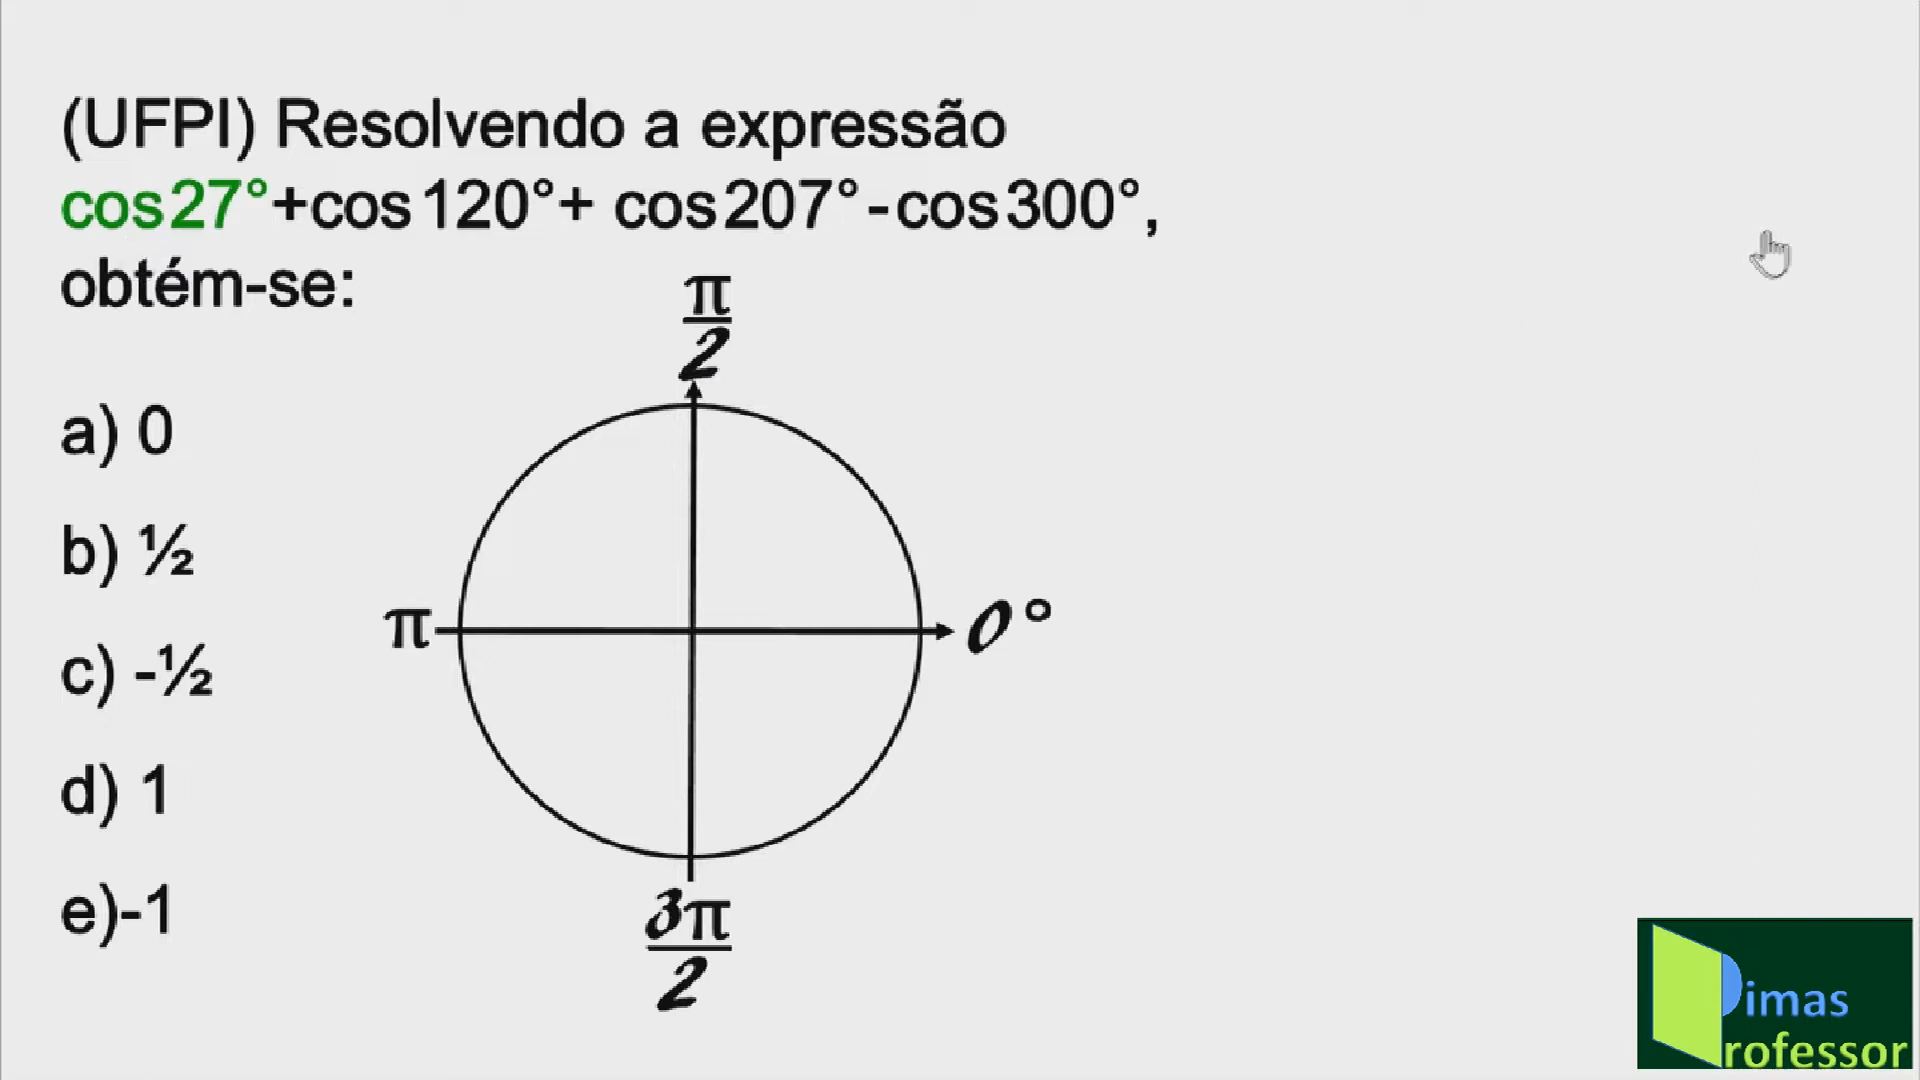 (UFPI) Resolvendo a expressão
cos27°+cos120°+ cos207°-cos300°,
obtém-se:
π
2
a) 0
b) ½
π
0°
c) -½
d) 1
e)-1
3π
2
Dimas
Professor